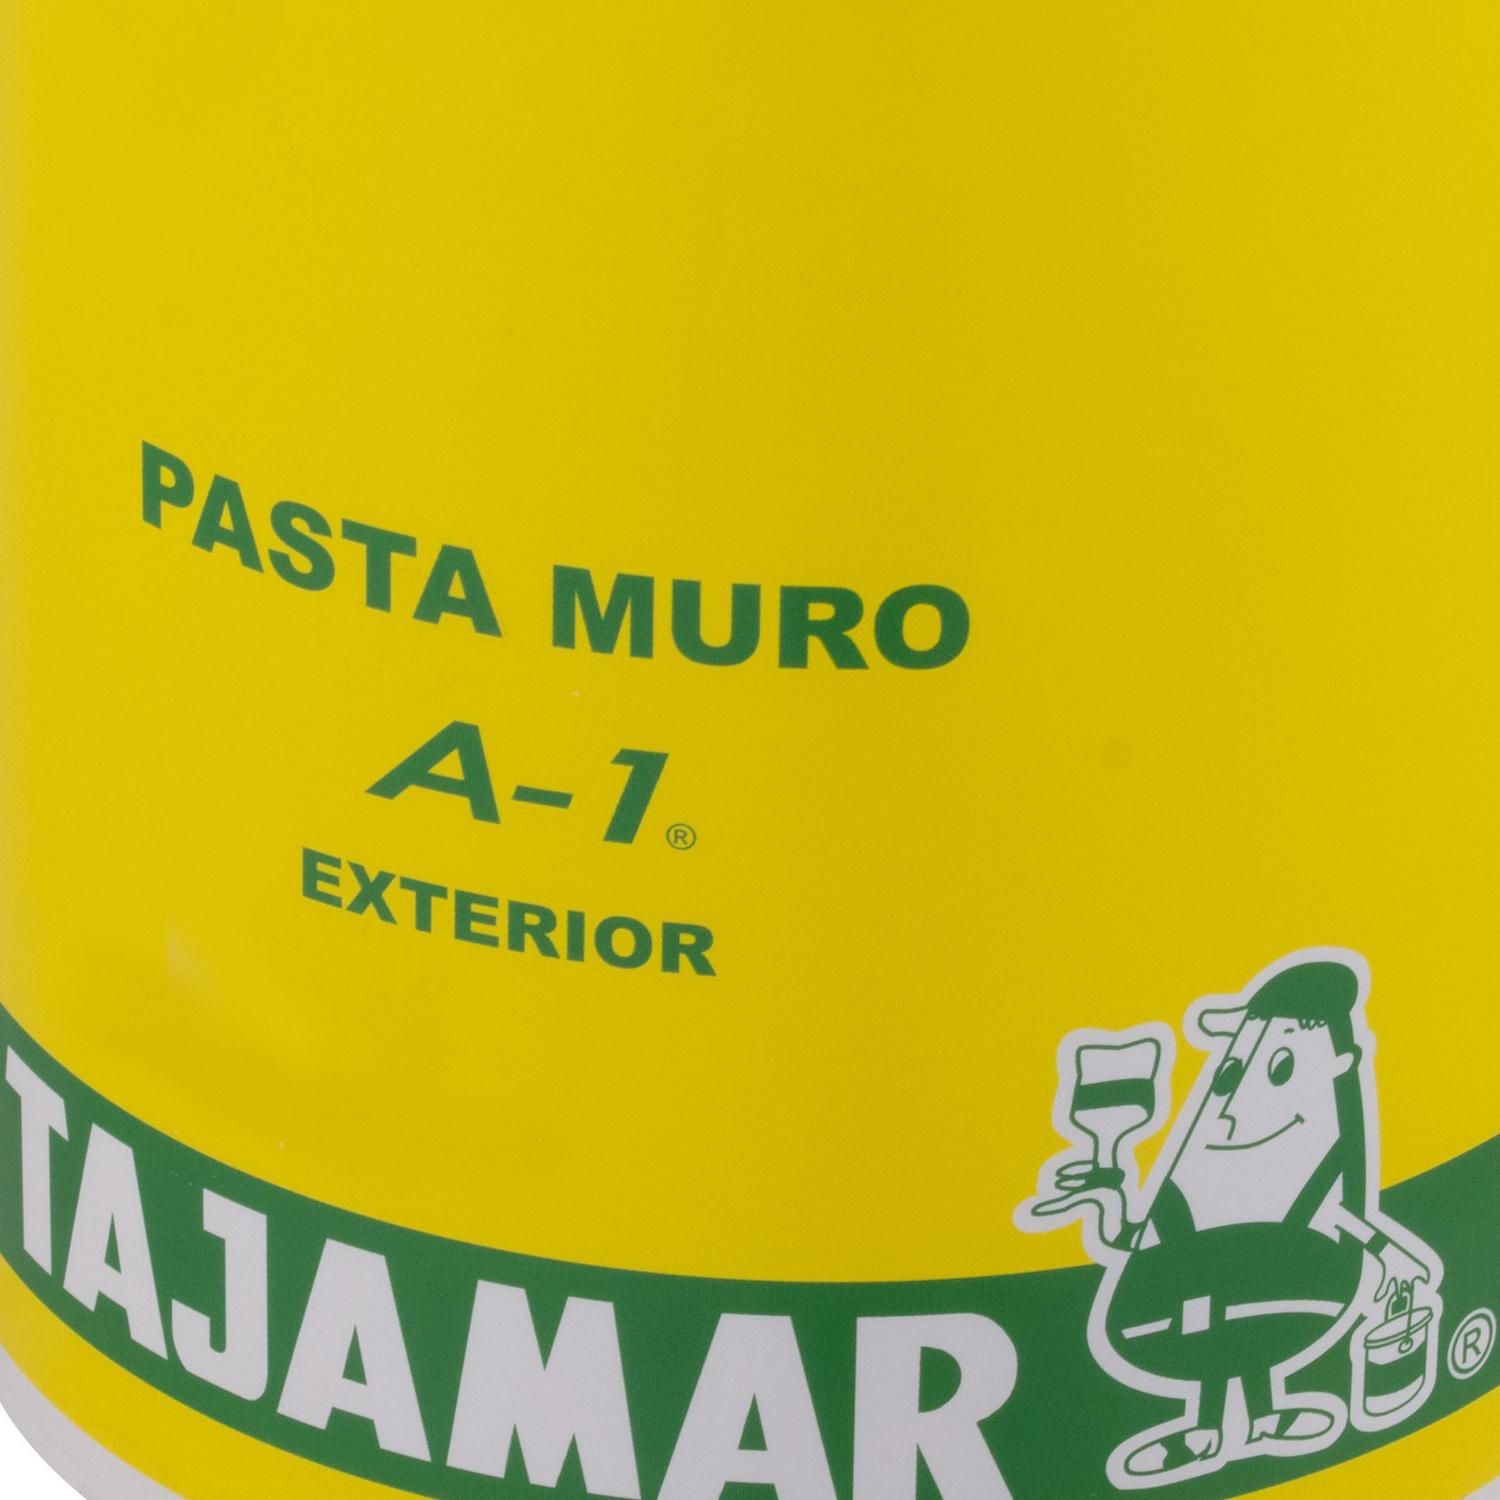 PASTA MURO
A-1®
EXTERIOR
TAJAMAR ®